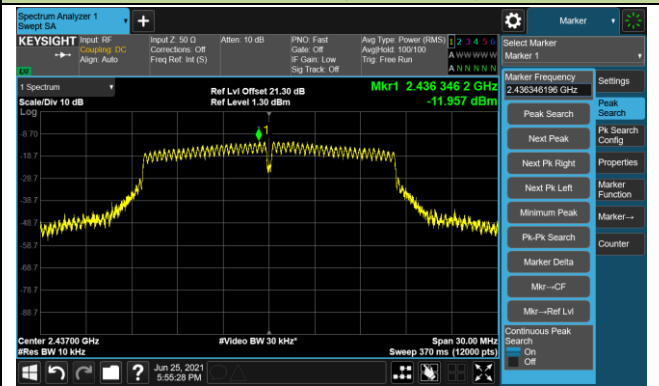 Spectrum Analyzer 1
Swept SA
Marker
KEYSIGHT
Input: RF
Coupling: DC
Align: Auto
Input Z: 50 Ω
Corrections: Off
Freq Ref: Int (S)
Atten: 10 dB
PNO: Fast
Gate: Off
IF Gain: Low
Sig Track: Off
Avg Type: Power (RMS)
Avg|Hold: 100/100
Trig: Free Run
1 2 3 4 5 6
A W W W W W
A N N N N N
Select Marker
Marker 1
1 Spectrum
Scale/Div 10 dB
Log
Ref Lvl Offset 21.30 dB
Ref Level 1.30 dBm
Mkr1 2.436 346 2 GHz
-11.957 dBm
1
-8.70
-18.7
-28.7
-38.7
-48.7
-58.7
-68.7
-78.7
-88.7
Center 2.43700 GHz
#Res BW 10 kHz
#Video BW 30 kHz*
Span 30.00 MHz
Sweep 370 ms (12000 pts)
Marker Frequency
2.436346196 GHz
Peak Search
Next Peak
Next Pk Right
Next Pk Left
Minimum Peak
Pk-Pk Search
Marker Delta
Mkr→CF
Mkr→Ref Lvl
Continuous Peak
Search
On
Off
Settings
Peak
Search
Pk Search
Config
Properties
Marker
Function
Marker→
Counter
?
Jun 25, 2021
5:55:28 PM